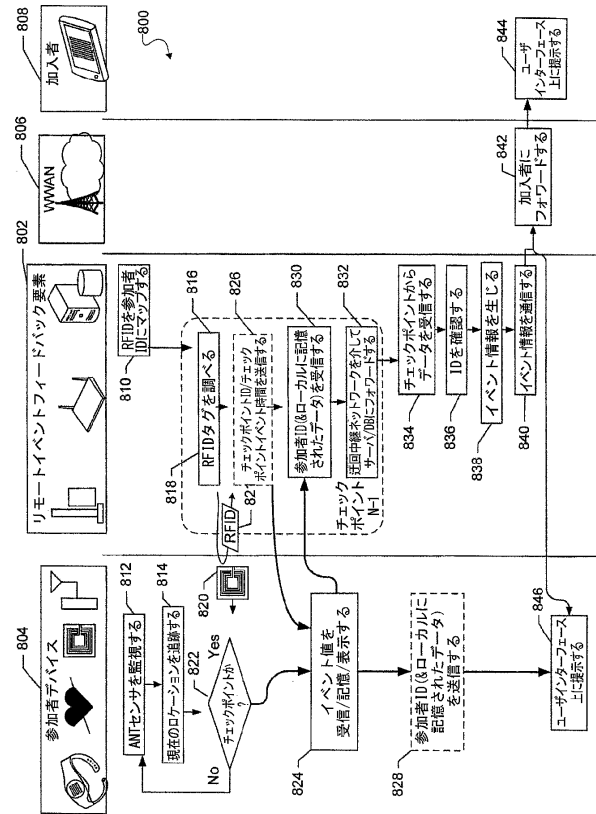 800
808
加入者
806
WWAN
802
リモートイベントフィードバック要素
804
参加者デバイス
810
RFIDを参加者
IDにマップする
812
ANTセンサを監視する
814
現在のロケーションを追跡する
816
818
RFIDタグを調べる
820
821
RFID
822
チェックポイントか
?
Yes
No
824
イベント値を
受信/記憶/表示する
826
チェックポイントID/チェック
ポイントイベント時間を送信する
828
参加者ID(&ローカルに
記憶されたデータ)
を送信する
830
参加者ID(&ローカルに記憶
されたデータ)を受信する
832
迂回中継ネットワークを介して
サーバ/DBにフォワードする
チェック
ポイント
N-1
834
チェックポイントから
データを受信する
836
IDを確認する
838
イベント情報を生じる
840
イベント情報を通信する
842
加入者に
フォワードする
844
ユーザ
インターフェース
上に提示する
846
ユーザインターフェース
上に提示する